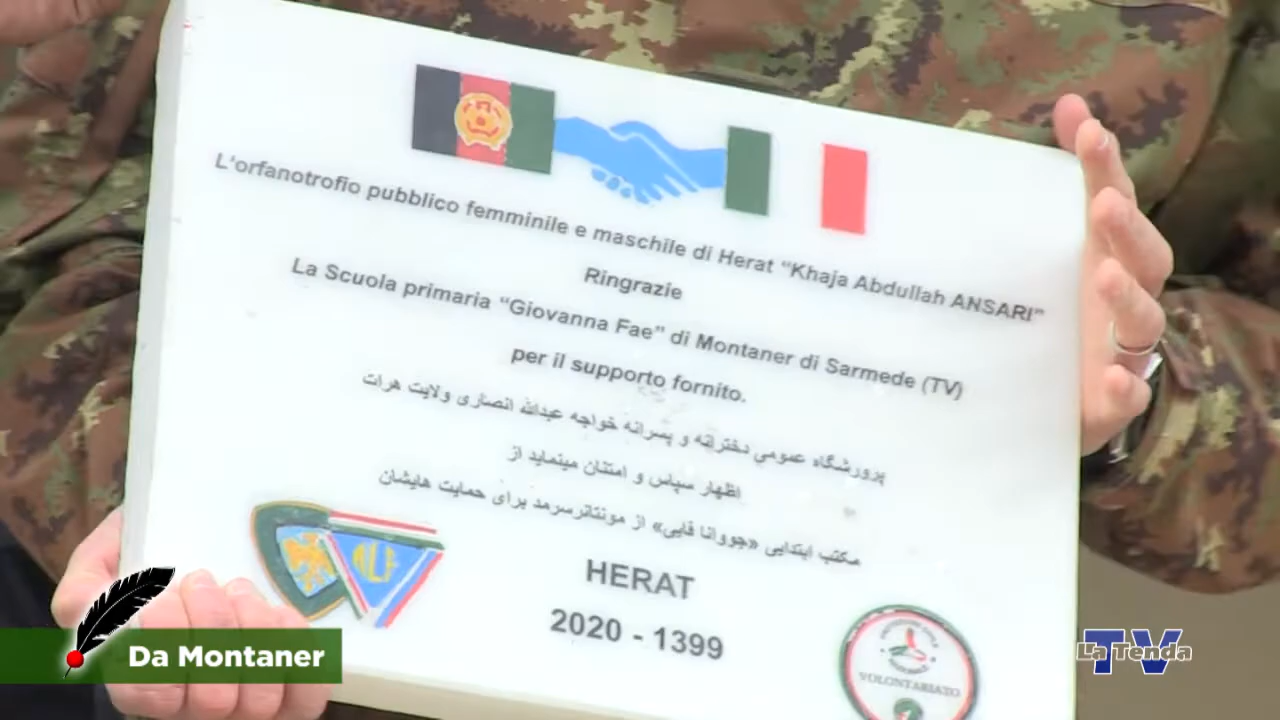 L'orfanotrofio pubblico femminile e maschile di Herat "Khaja Abdullah ANSARI"
Ringrazie
La Scuola primaria "Giovanna Fae" di Montaner di Sarmede (TV)
per il supporto fornito.
پرورشگاه عمومی دخترانه و پسرانه خواجه عبدالله انصاری ولایت هرات
اظهار سپاس و امتنان مینماید از
مکتب ابتدایی «جووانا فایی» از مونتانرسرمد برای حمایت هایشان
HERAT
2020 - 1399
VOLONTARIATO
Da Montaner
La Tenda
TV